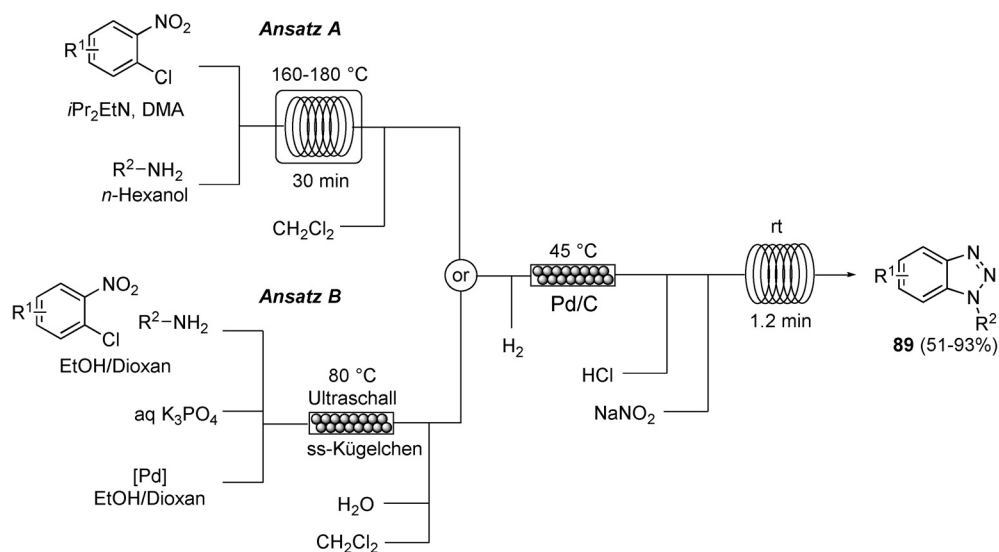 Ansatz A
R¹
NO₂
Cl
iPr₂EtN, DMA
R²–NH₂
n-Hexanol
160-180 °C
30 min
CH₂Cl₂
or
Ansatz B
R¹
NO₂
Cl
R²–NH₂
EtOH/Dioxan
aq K₃PO₄
[Pd]
EtOH/Dioxan
80 °C
Ultraschall
ss-Kügelchen
H₂O
CH₂Cl₂
H₂
45 °C
Pd/C
HCl
NaNO₂
rt
1.2 min
R¹
N
N
N
R²
89 (51-93%)